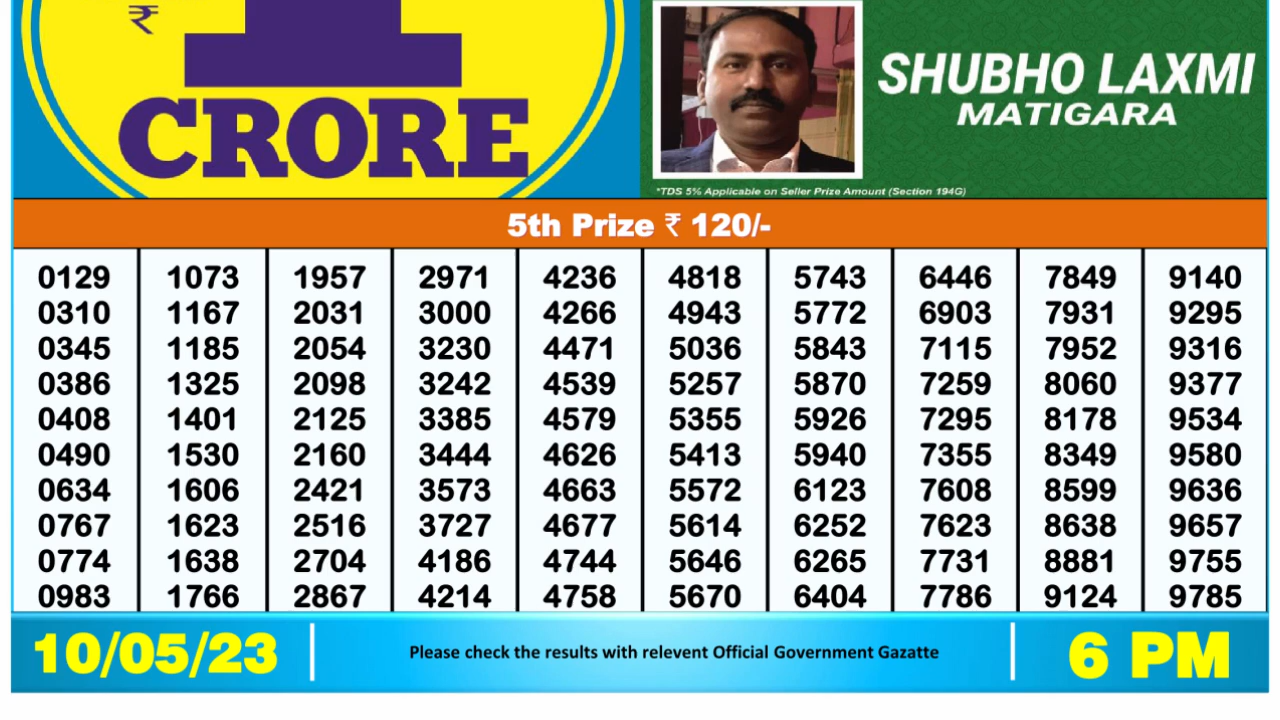 ₹
1
CRORE
SHUBHO LAXMI
MATIGARA
*TDS 5% Applicable on Seller Prize Amount (Section 194G)
5th Prize ₹ 120/-
0129 1073 1957 2971 4236 4818 5743 6446 7849 9140
0310 1167 2031 3000 4266 4943 5772 6903 7931 9295
0345 1185 2054 3230 4471 5036 5843 7115 7952 9316
0386 1325 2098 3242 4539 5257 5870 7259 8060 9377
0408 1401 2125 3385 4579 5355 5926 7295 8178 9534
0490 1530 2160 3444 4626 5413 5940 7355 8349 9580
0634 1606 2421 3573 4663 5572 6123 7608 8599 9636
0767 1623 2516 3727 4677 5614 6252 7623 8638 9657
0774 1638 2704 4186 4744 5646 6265 7731 8881 9755
0983 1766 2867 4214 4758 5670 6404 7786 9124 9785
10/05/23 Please check the results with relevent Official Government Gazatte 6 PM